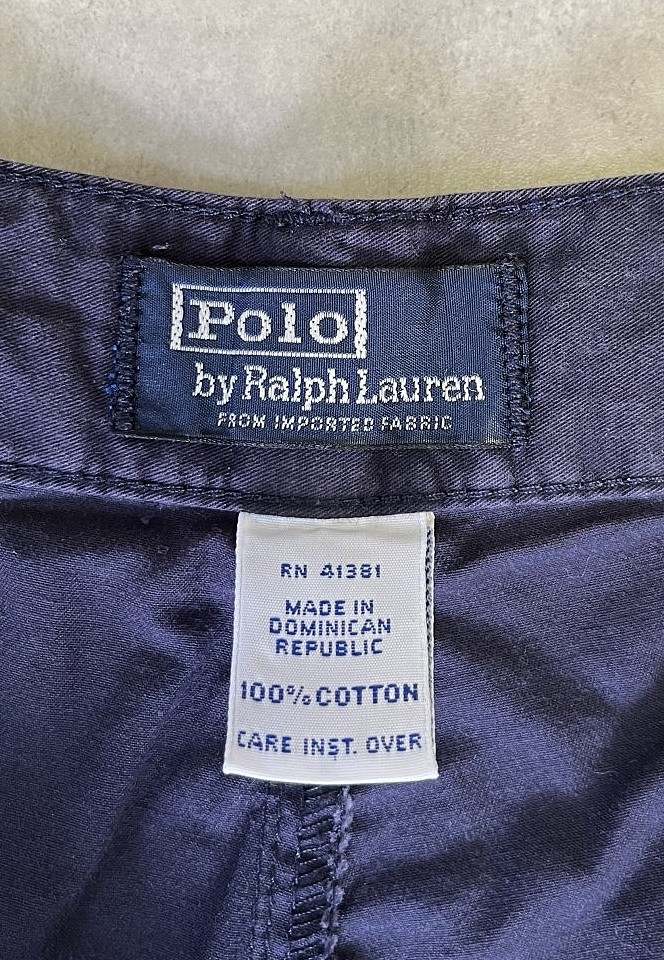 Polo
by Ralph Lauren
FROM IMPORTED FABRIC
RN 41381
MADE IN
DOMINICAN
REPUBLIC
100% COTTON
CARE INST. OVER